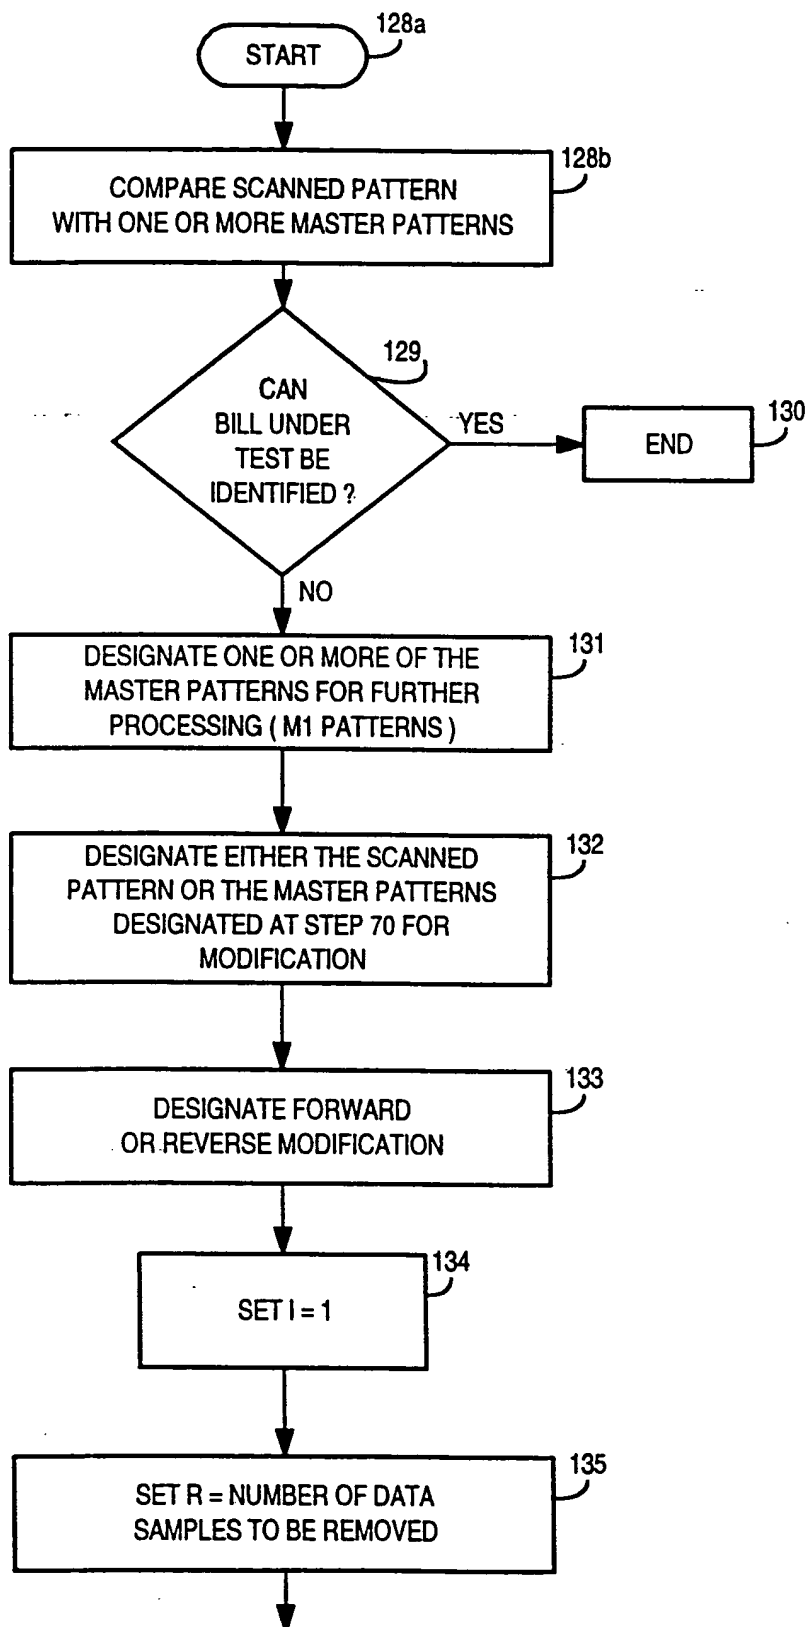 128a
START
128b
COMPARE SCANNED PATTERN
WITH ONE OR MORE MASTER PATTERNS
129
CAN
BILL UNDER
TEST BE
IDENTIFIED ?
YES
130
END
NO
131
DESIGNATE ONE OR MORE OF THE
MASTER PATTERNS FOR FURTHER
PROCESSING ( M1 PATTERNS )
132
DESIGNATE EITHER THE SCANNED
PATTERN OR THE MASTER PATTERNS
DESIGNATED AT STEP 70 FOR
MODIFICATION
133
DESIGNATE FORWARD
OR REVERSE MODIFICATION
134
SET I = 1
135
SET R = NUMBER OF DATA
SAMPLES TO BE REMOVED